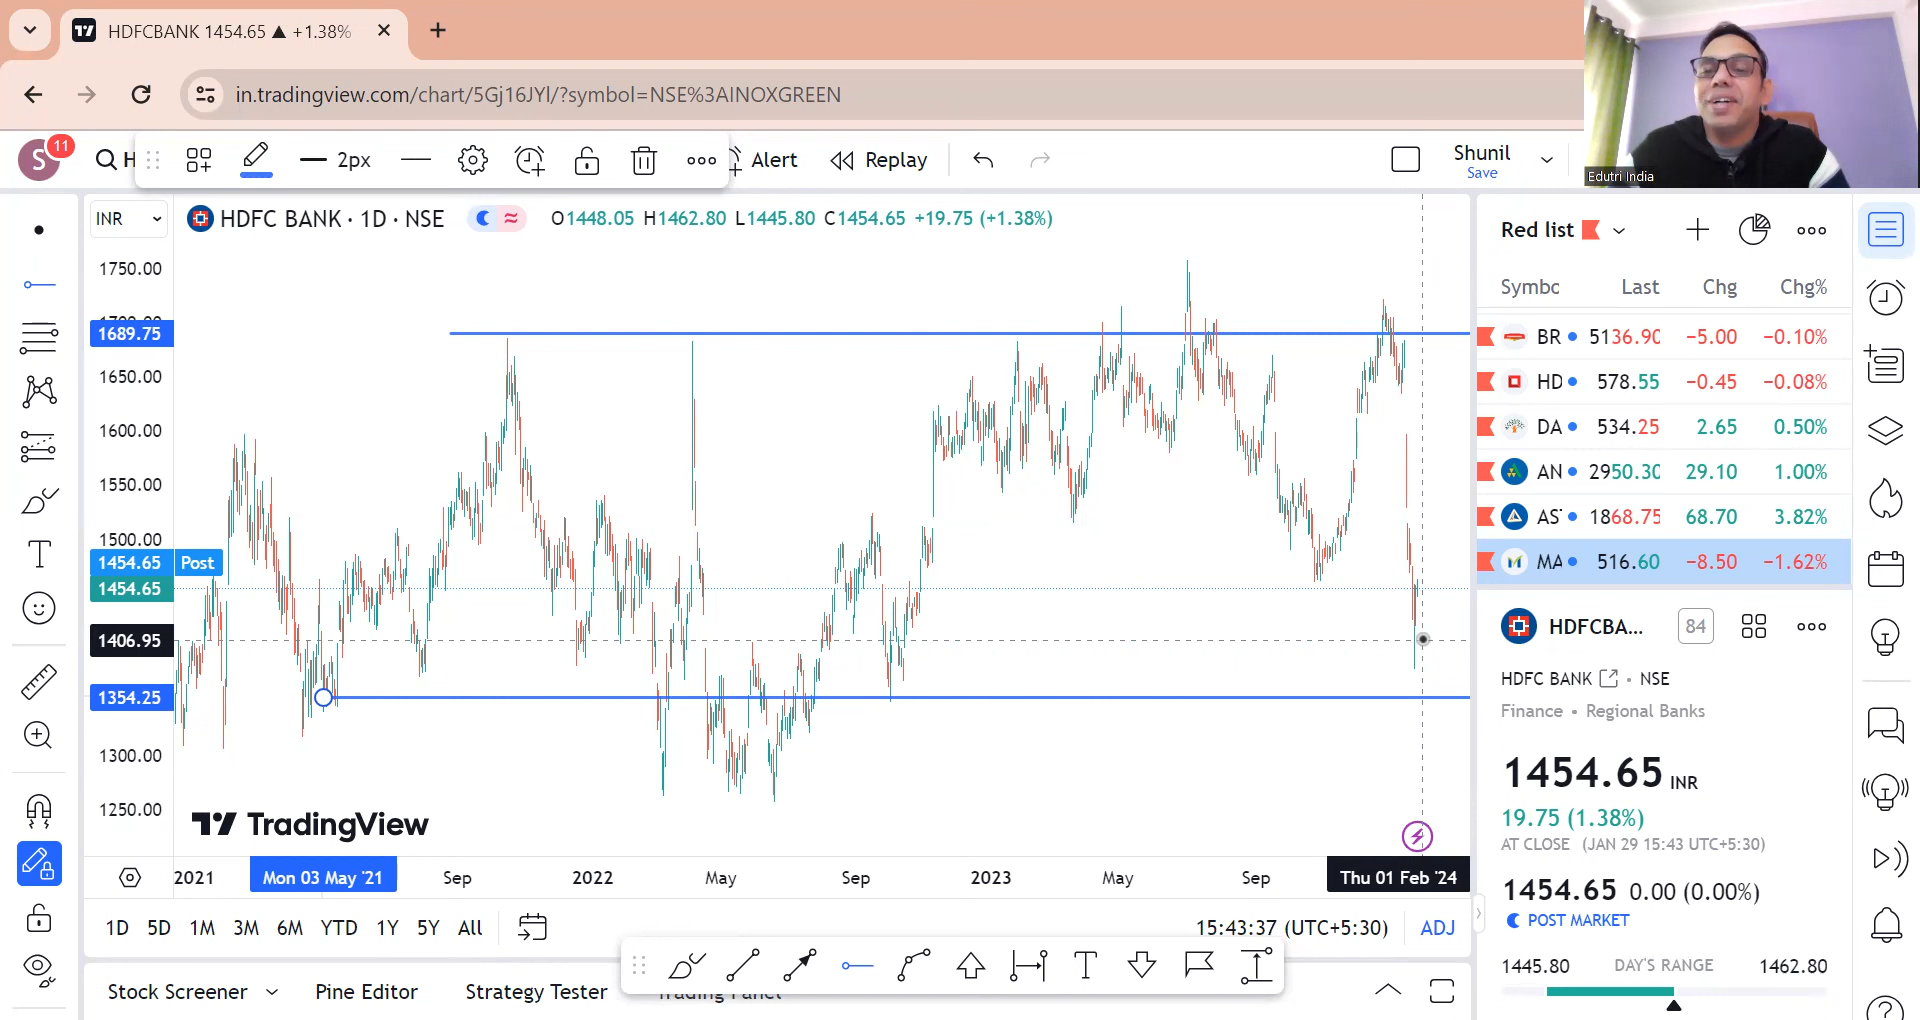 HDFCBANK 1454.65 ▲ +1.38%
in.tradingview.com/chart/5Gj16JYl/?symbol=NSE%3AINOXGREEN
Edutri India
S 11 H 2px Alert Replay Shunil
Save
INR HDFC BANK · 1D · NSE O1448.05 H1462.80 L1445.80 C1454.65 +19.75 (+1.38%)
1750.00
1689.75
1650.00
1600.00
1550.00
1500.00
1454.65 Post
1454.65
1406.95
1354.25
1300.00
1250.00
TradingView
2021 Mon 03 May '21 Sep 2022 May Sep 2023 May Sep Thu 01 Feb '24
1D 5D 1M 3M 6M YTD 1Y 5Y All 15:43:37 (UTC+5:30) ADJ
Stock Screener Pine Editor Strategy Tester Trading Panel
Red list
Symbo Last Chg Chg%
BR 5136.90 −5.00 −0.10%
HD 578.55 −0.45 −0.08%
DA 534.25 2.65 0.50%
AN 2950.30 29.10 1.00%
AS 1868.75 68.70 3.82%
MA 516.60 −8.50 −1.62%
HDFCBA... 84
HDFC BANK • NSE
Finance • Regional Banks
1454.65 INR
19.75 (1.38%)
AT CLOSE (JAN 29 15:43 UTC+5:30)
1454.65 0.00 (0.00%)
POST MARKET
1445.80 DAY'S RANGE 1462.80